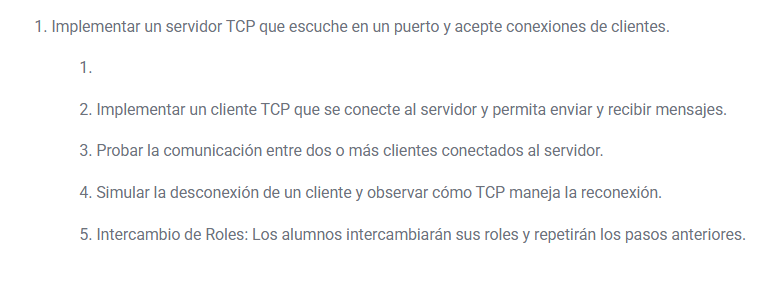 1. Implementar un servidor TCP que escuche en un puerto y acepte conexiones de clientes.
1.
2. Implementar un cliente TCP que se conecte al servidor y permita enviar y recibir mensajes.
3. Probar la comunicación entre dos o más clientes conectados al servidor.
4. Simular la desconexión de un cliente y observar cómo TCP maneja la reconexión.
5. Intercambio de Roles: Los alumnos intercambiarán sus roles y repetirán los pasos anteriores.